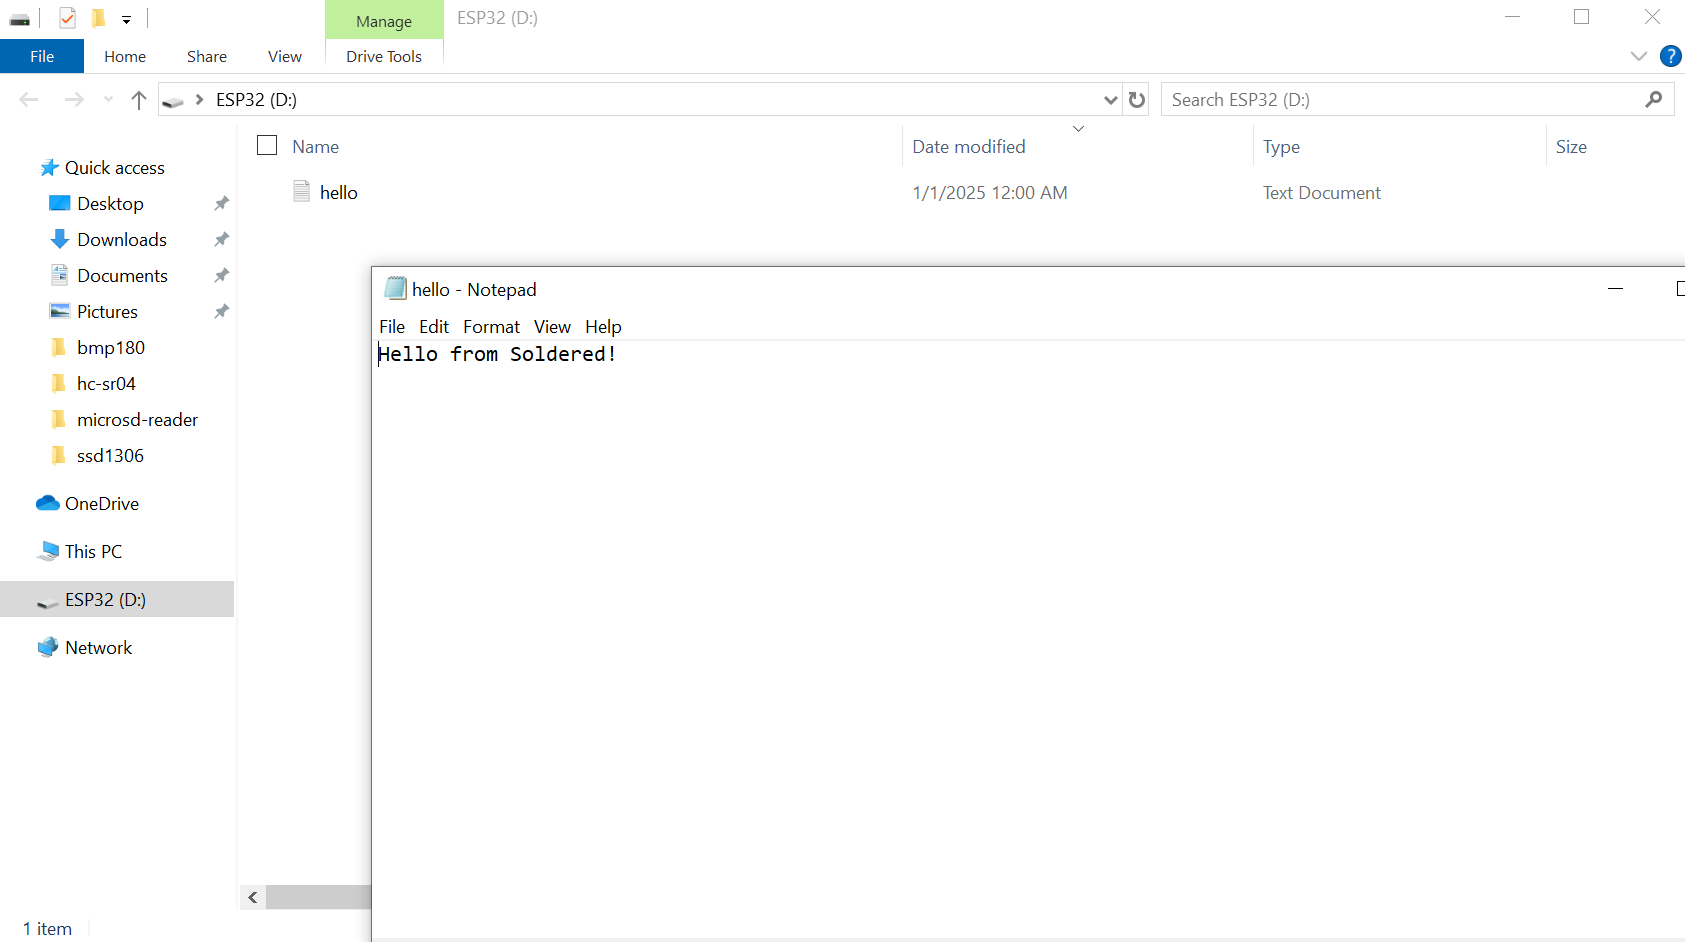 Manage
ESP32 (D:)
File
Home
Share
View
Drive Tools
?
ESP32 (D:)
Search ESP32 (D:)
Name
Date modified
Type
Size
hello
1/1/2025 12:00 AM
Text Document
Quick access
Desktop
Downloads
Documents
Pictures
bmp180
hc-sr04
microsd-reader
ssd1306
OneDrive
This PC
ESP32 (D:)
Network
1 item
hello - Notepad
File Edit Format View Help
Hello from Soldered!